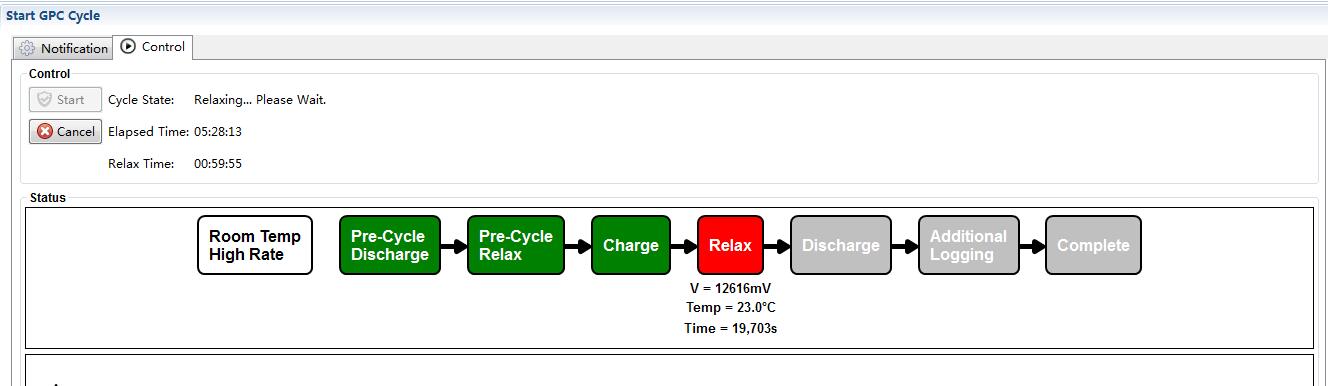 Start GPC Cycle
Notification
Control
Control
Start
Cycle State:
Relaxing... Please Wait.
Cancel
Elapsed Time: 05:28:13
Relax Time:
00:59:55
Status
Room Temp
High Rate
Pre-Cycle
Discharge
Pre-Cycle
Relax
Charge
Relax
Discharge
Additional
Logging
Complete
V = 12616mV
Temp = 23.0°C
Time = 19,703s